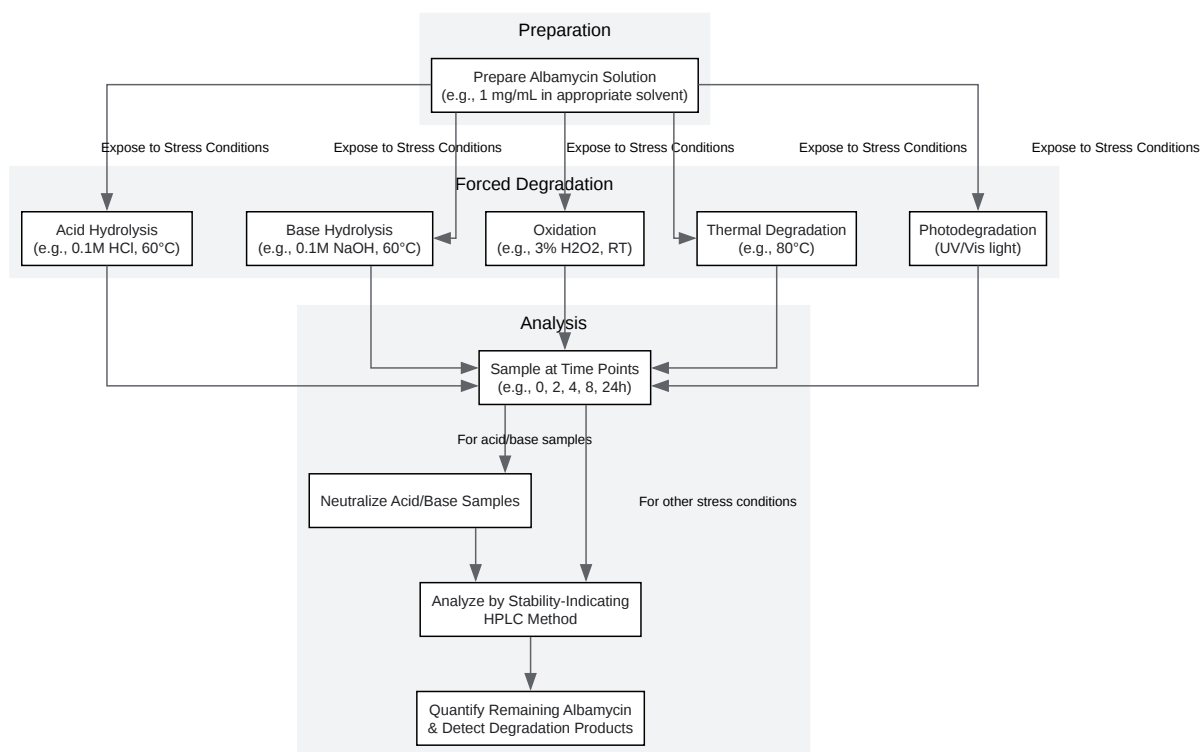 Preparation
Prepare Albamycin Solution
(e.g., 1 mg/mL in appropriate solvent)
Expose to Stress Conditions
Expose to Stress Conditions
Expose to Stress Conditions
Expose to Stress Conditions
Expose to Stress Conditions
Forced Degradation
Acid Hydrolysis
(e.g., 0.1M HCl, 60°C)
Base Hydrolysis
(e.g., 0.1M NaOH, 60°C)
Oxidation
(e.g., 3% H2O2, RT)
Thermal Degradation
(e.g., 80°C)
Photodegradation
(UV/Vis light)
Analysis
Sample at Time Points
(e.g., 0, 2, 4, 8, 24h)
For acid/base samples
Neutralize Acid/Base Samples
For other stress conditions
Analyze by Stability-Indicating
HPLC Method
Quantify Remaining Albamycin
& Detect Degradation Products